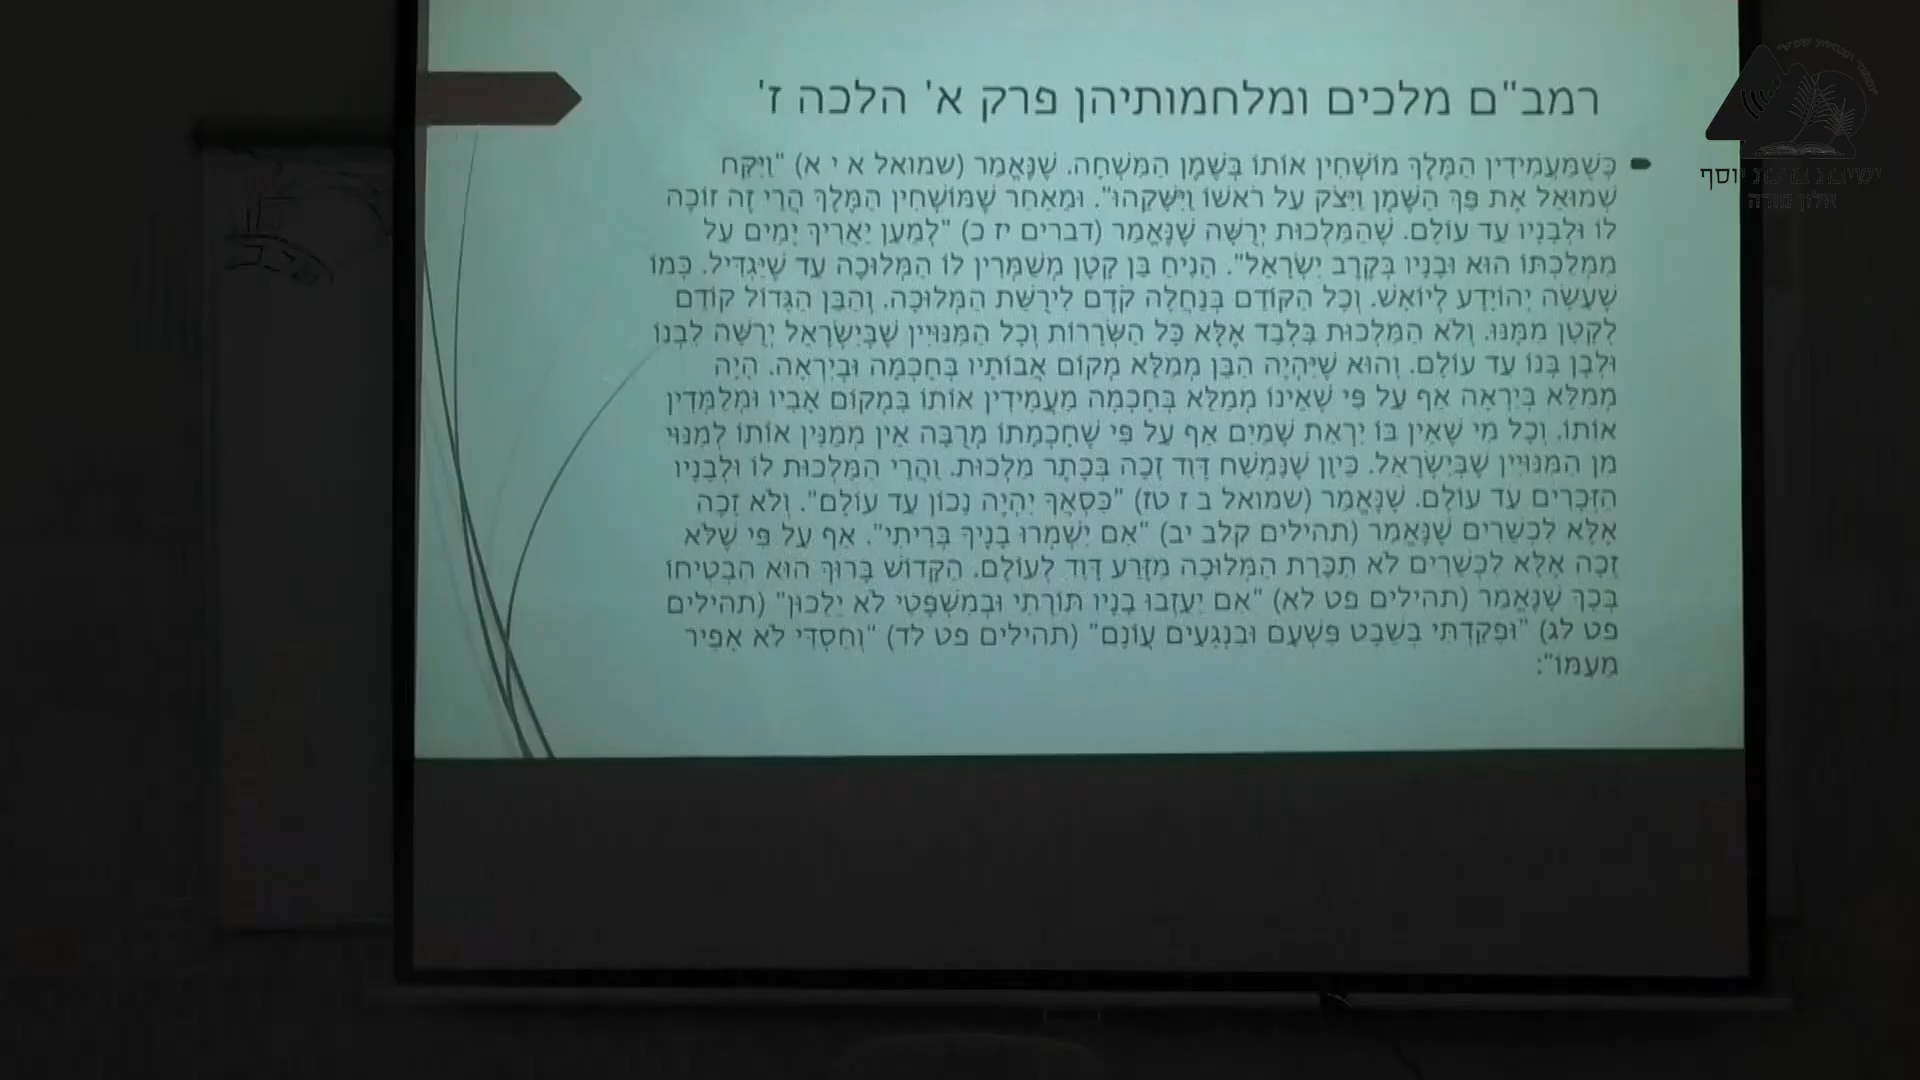 רמב"ם מלכים ומלחמותיהן פרק א' הלכה ז'
כְּשֶׁמַּעֲמִידִין הַמֶּלֶךְ מוֹשְׁחִין אוֹתוֹ בְּשֶׁמֶן הַמִּשְׁחָה. שֶׁנֶּאֱמַר (שמואל א י א) "וַיִּקַּח
שְׁמוּאֵל אֶת פַּךְ הַשֶּׁמֶן וַיִּצֹק עַל רֹאשׁוֹ וַיִּשָּׁקֵהוּ". וּמֵאַחַר שֶׁמּוֹשְׁחִין הַמֶּלֶךְ הֲרֵי זֶה זוֹכֶה
לוֹ וּלְבָנָיו עַד עוֹלָם. שֶׁהַמַּלְכוּת יְרֻשָּׁה שֶׁנֶּאֱמַר (דברים יז כ) "לְמַעַן יַאֲרִיךְ יָמִים עַל
מַמְלַכְתּוֹ הוּא וּבָנָיו בְּקֶרֶב יִשְׂרָאֵל". הִנִּיחַ בֵּן קָטָן מְשַׁמְּרִין לוֹ הַמְּלוּכָה עַד שֶׁיַּגְדִּיל. כְּמוֹ
שֶׁעָשָׂה יְהוֹיָדָע לְיוֹאָשׁ. וְכָל הַקּוֹדֵם בְּנַחֲלָה קֹדֶם לִירֻשַּׁת הַמְּלוּכָה. וְהַבֵּן הַגָּדוֹל קוֹדֵם
לְקָטָן מִמֶּנּוּ. וְלֹא הַמַּלְכוּת בִּלְבַד אֶלָּא כָּל הַשְּׂרָרוֹת וְכָל הַמִּנּוּיִין שֶׁבְּיִשְׂרָאֵל יְרֻשָּׁה לִבְנוֹ
וּלְבֶן בְּנוֹ עַד עוֹלָם. וְהוּא שֶׁיִּהְיֶה הַבֵּן מְמַלֵּא מְקוֹם אֲבוֹתָיו בְּחָכְמָה וּבְיִרְאָה. הָיָה
מְמַלֵּא בְּיִרְאָה אַף עַל פִּי שֶׁאֵינוֹ מְמַלֵּא בְּחָכְמָה מַעֲמִידִין אוֹתוֹ בִּמְקוֹם אָבִיו וּמְלַמְּדִין
אוֹתוֹ. וְכָל מִי שֶׁאֵין בּוֹ יִרְאַת שָׁמַיִם אַף עַל פִּי שֶׁחָכְמָתוֹ מְרֻבָּה אֵין מְמַנִּין אוֹתוֹ לְמִנּוּי
מִן הַמִּנּוּיִין שֶׁבְּיִשְׂרָאֵל. כֵּיוָן שֶׁנִּמְשַׁח דָּוִד זָכָה בְּכֶתֶר מַלְכוּת. וַהֲרֵי הַמַּלְכוּת לוֹ וּלְבָנָיו
הַזְּכָרִים עַד עוֹלָם. שֶׁנֶּאֱמַר (שמואל ב ז טז) "כִּסְאֲךָ יִהְיֶה נָכוֹן עַד עוֹלָם". וְלֹא זָכָה
אֶלָּא לִכְשֵׁרִים שֶׁנֶּאֱמַר (תהילים קלב יב) "אִם יִשְׁמְרוּ בָנֶיךָ בְּרִיתִי". אַף עַל פִּי שֶׁלֹּא
זָכָה אֶלָּא לִכְשֵׁרִים לֹא תִּכָּרֵת הַמְּלוּכָה מִזֶּרַע דָּוִד לְעוֹלָם. הַקָּדוֹשׁ בָּרוּךְ הוּא הִבְטִיחוֹ
בְּכָךְ שֶׁנֶּאֱמַר (תהילים פט לא) "אִם יַעַזְבוּ בָנָיו תּוֹרָתִי וּבְמִשְׁפָּטַי לֹא יֵלֵכוּן" (תהילים
פט לג) "וּפָקַדְתִּי בְשֵׁבֶט פִּשְׁעָם וּבִנְגָעִים עֲוֹנָם" (תהילים פט לד) "וְחַסְדִּי לֹא אָפִיר
מֵעִמּוֹ":
ישיבת ברכת יוסף
אלון מורה